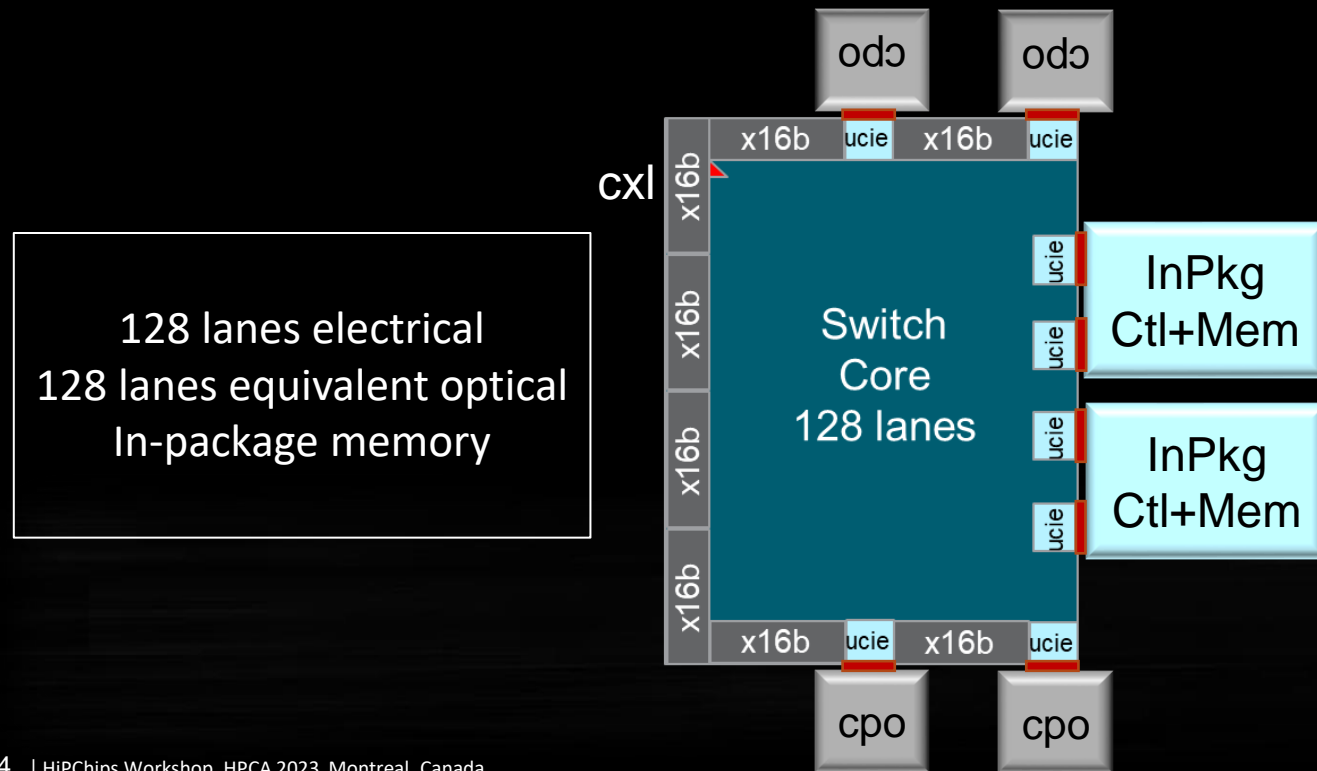 cpo
cpo
x16b
ucie
x16b
ucie
cxl
x16b
x16b
x16b
x16b
128 lanes electrical
128 lanes equivalent optical
In-package memory
Switch
Core
128 lanes
ucie
ucie
ucie
ucie
InPkg
Ctl+Mem
InPkg
Ctl+Mem
x16b
ucie
x16b
ucie
cpo
cpo
4 | HiPChips Workshop, HPCA 2023, Montreal, Canada